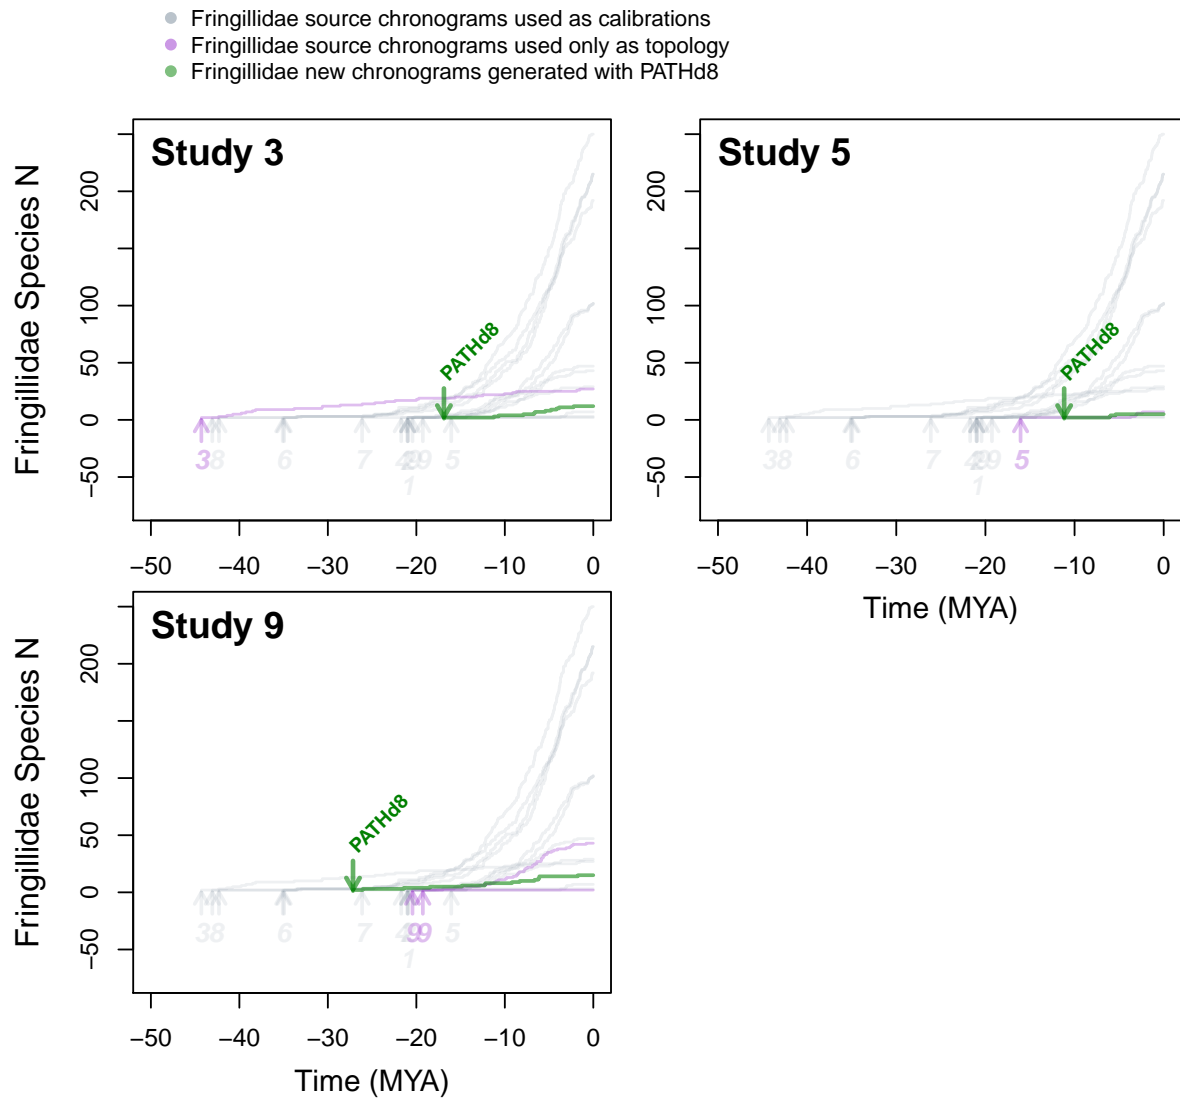 Fringillidae source chronograms used as calibrations
Fringillidae source chronograms used only as topology
Fringillidae new chronograms generated with PATHd8
Study 3
Fringillidae Species N
200
100
50
0
−50
PATHd8
3 8 6 7 9 5
1
−50 −40 −30 −20 −10 0
Study 5
200
100
50
0
−50
PATHd8
3 8 6 7 9 5
1
−50 −40 −30 −20 −10 0
Time (MYA)
Study 9
Fringillidae Species N
200
100
50
0
−50
PATHd8
3 8 6 7 4 9 9 5
1
−50 −40 −30 −20 −10 0
Time (MYA)